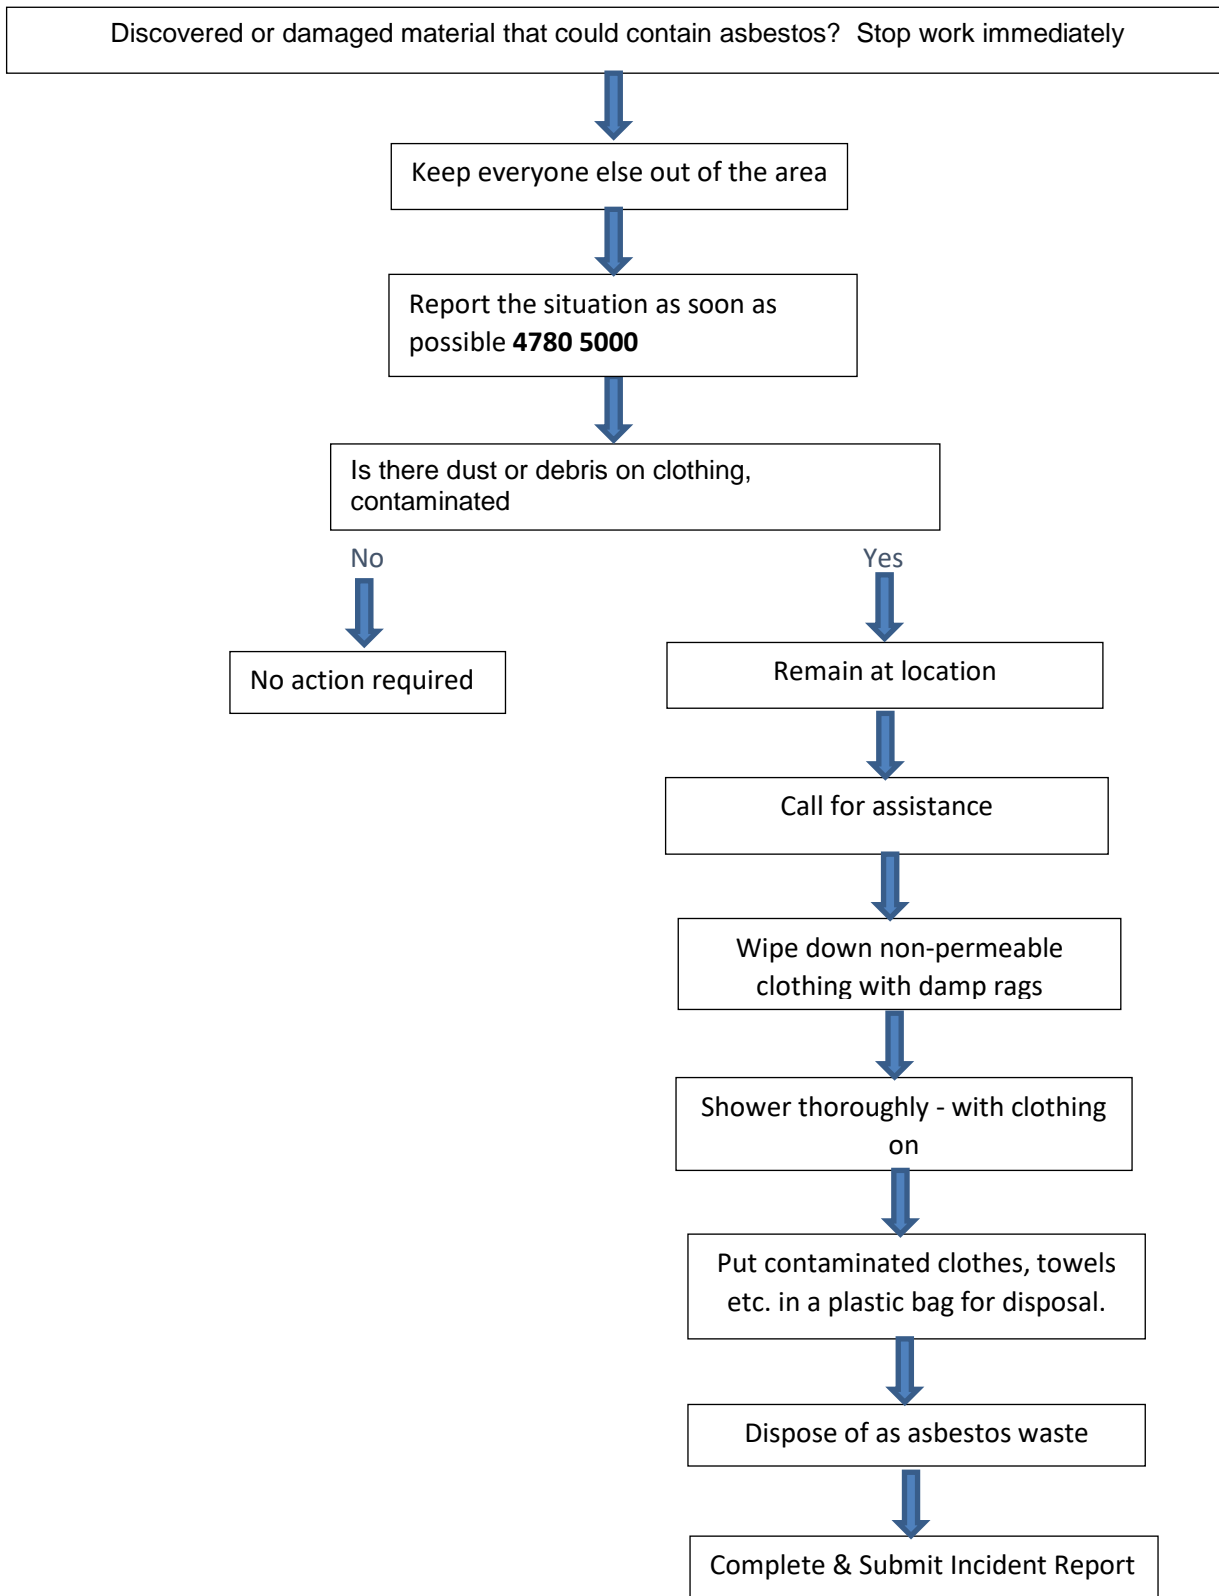 Discovered or damaged material that could contain asbestos?  Stop work immediately
Keep everyone else out of the area
Report the situation as soon as
possible 4780 5000
Is there dust or debris on clothing,
contaminated
No
Yes
No action required
Remain at location
Call for assistance
Wipe down non-permeable
clothing with damp rags
Shower thoroughly - with clothing
on
Put contaminated clothes, towels
etc. in a plastic bag for disposal.
Dispose of as asbestos waste
Complete & Submit Incident Report